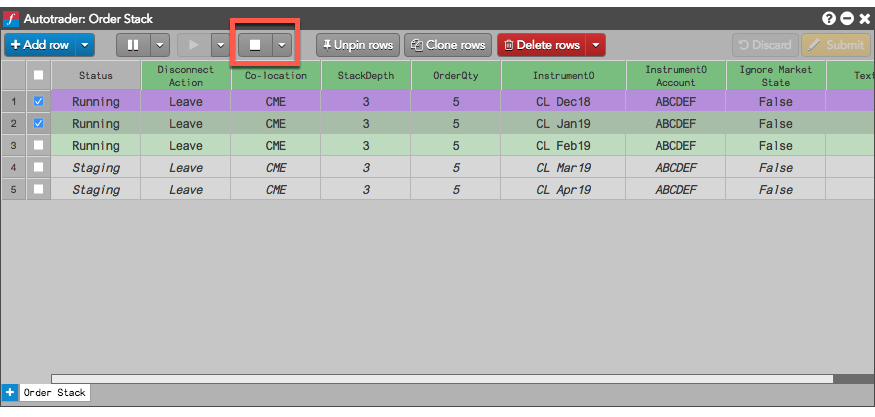 Autotrader: Order Stack
+ Add row Unpin rows Clone rows Delete rows Discard Submit
Status Disconnect Action Co-location StackDepth OrderQty Instrument0 Instrument0 Account Ignore Market State Text
1 Running Leave CME 3 5 CL Dec18 ABCDEF False
2 Running Leave CME 3 5 CL Jan19 ABCDEF False
3 Running Leave CME 3 5 CL Feb19 ABCDEF False
4 Staging Leave CME 3 5 CL Mar19 ABCDEF False
5 Staging Leave CME 3 5 CL Apr19 ABCDEF False
+ Order Stack